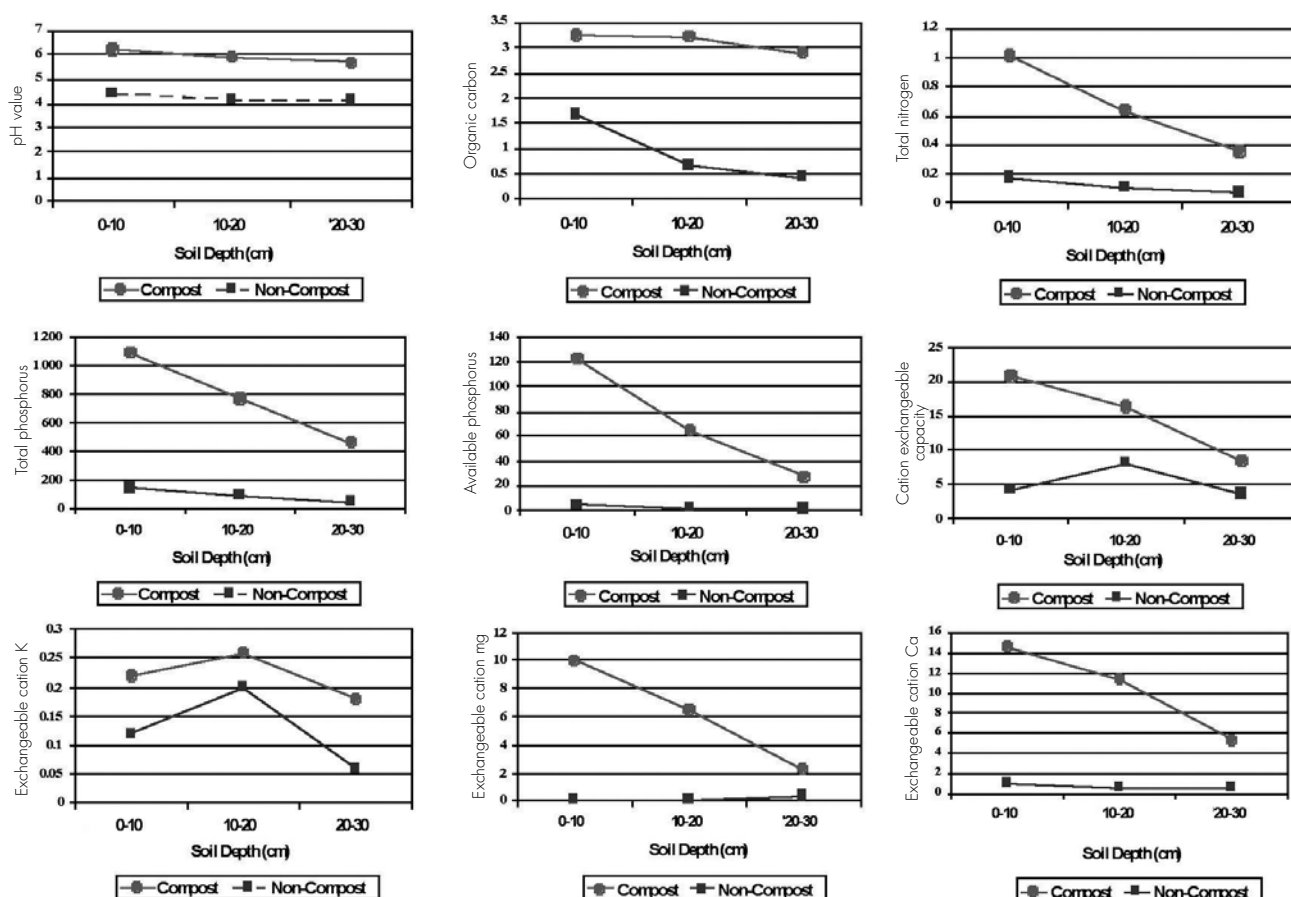 pH value
7
6
5
4
3
2
1
0
0-10 10-20 '20-30
Soil Depth (cm)
Compost Non-Compost
Organic carbon
3.5
3
2.5
2
1.5
1
0.5
0
0-10 10-20 20-30
Soil Depth (cm)
Compost Non-Compost
Total nitrogen
1.2
1
0.8
0.6
0.4
0.2
0
0-10 10-20 20-30
Soil Depth (cm)
Compost Non-Compost
Total phosphorus
1 200
1 000
800
600
400
200
0
0-10 10-20 20-30
Soil Depth (cm)
Compost Non-Compost
Available phosphorus
140
120
100
80
60
40
20
0
0-10 10-20 20-30
Soil Depth (cm)
Compost Non-Compost
Cation exchangeable
capacity
25
20
15
10
5
0
0-10 10-20 20-30
Soil Depth (cm)
Compost Non-Compost
Exchangeable cation K
0.3
0.25
0.2
0.15
0.1
0.05
0
0-10 10-20 20-30
Soil Depth (cm)
Compost Non-Compost
Exchangeable cation mg
12
10
8
6
4
2
0
0-10 10-20 '20-30
Soil Depth (cm)
Compost Non-Compost
Exchangeable cation Ca
16
14
12
10
8
6
4
2
0
0-10 10-20 20-30
Soil Depth (cm)
Compost Non-Compost